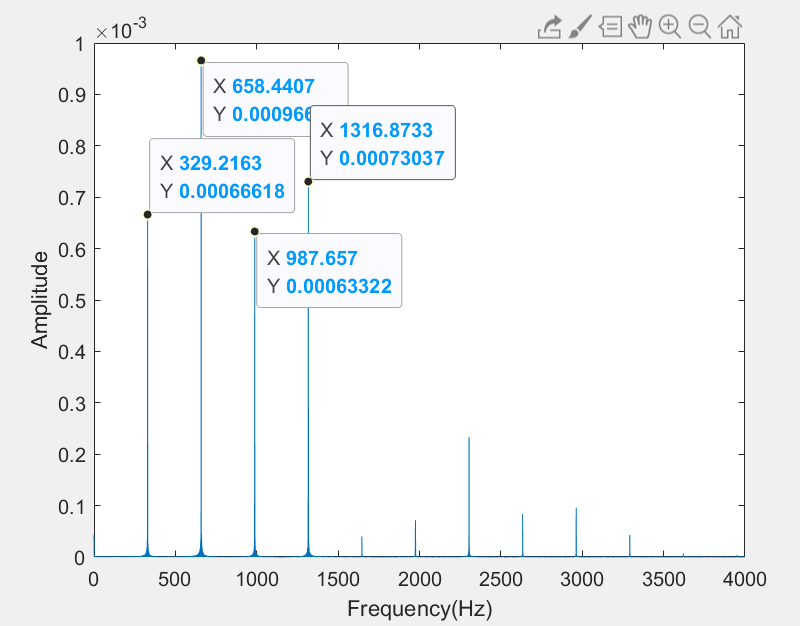 ×10-3
1
0.9
0.8
0.7
0.6
0.5
0.4
0.3
0.2
0.1
0
Amplitude
X 658.4407
Y 0.000966
X 1316.8733
Y 0.00073037
X 329.2163
Y 0.00066618
X 987.657
Y 0.00063322
0 500 1000 1500 2000 2500 3000 3500 4000
Frequency(Hz)